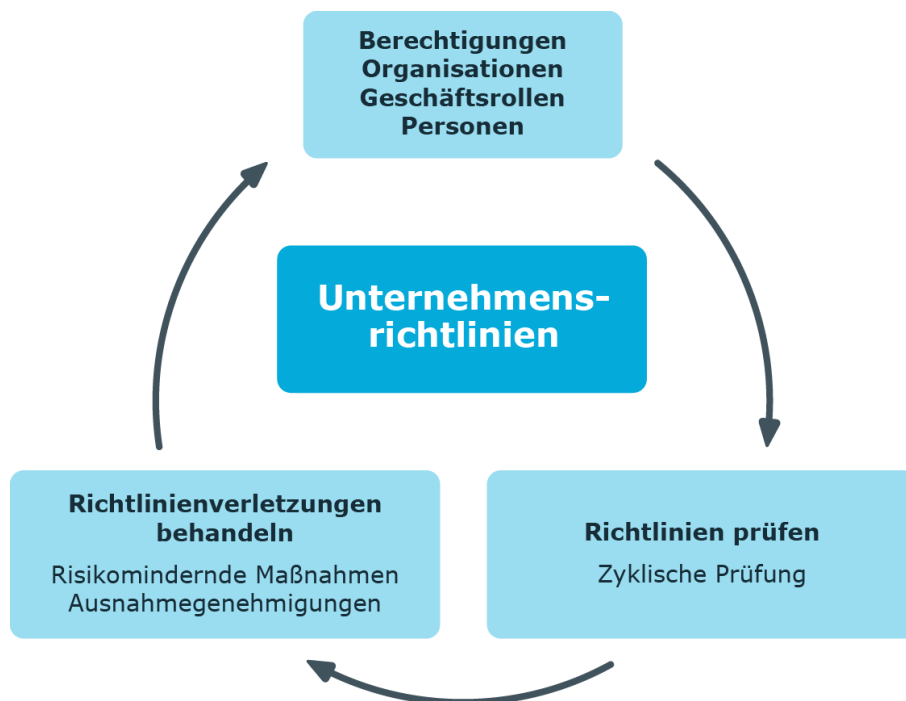 Berechtigungen
Organisationen
Geschäftsrollen
Personen
Unternehmens-
richtlinien
Richtlinienverletzungen
behandeln
Risikomindernde Maßnahmen
Ausnahmegenehmigungen
Richtlinien prüfen
Zyklische Prüfung